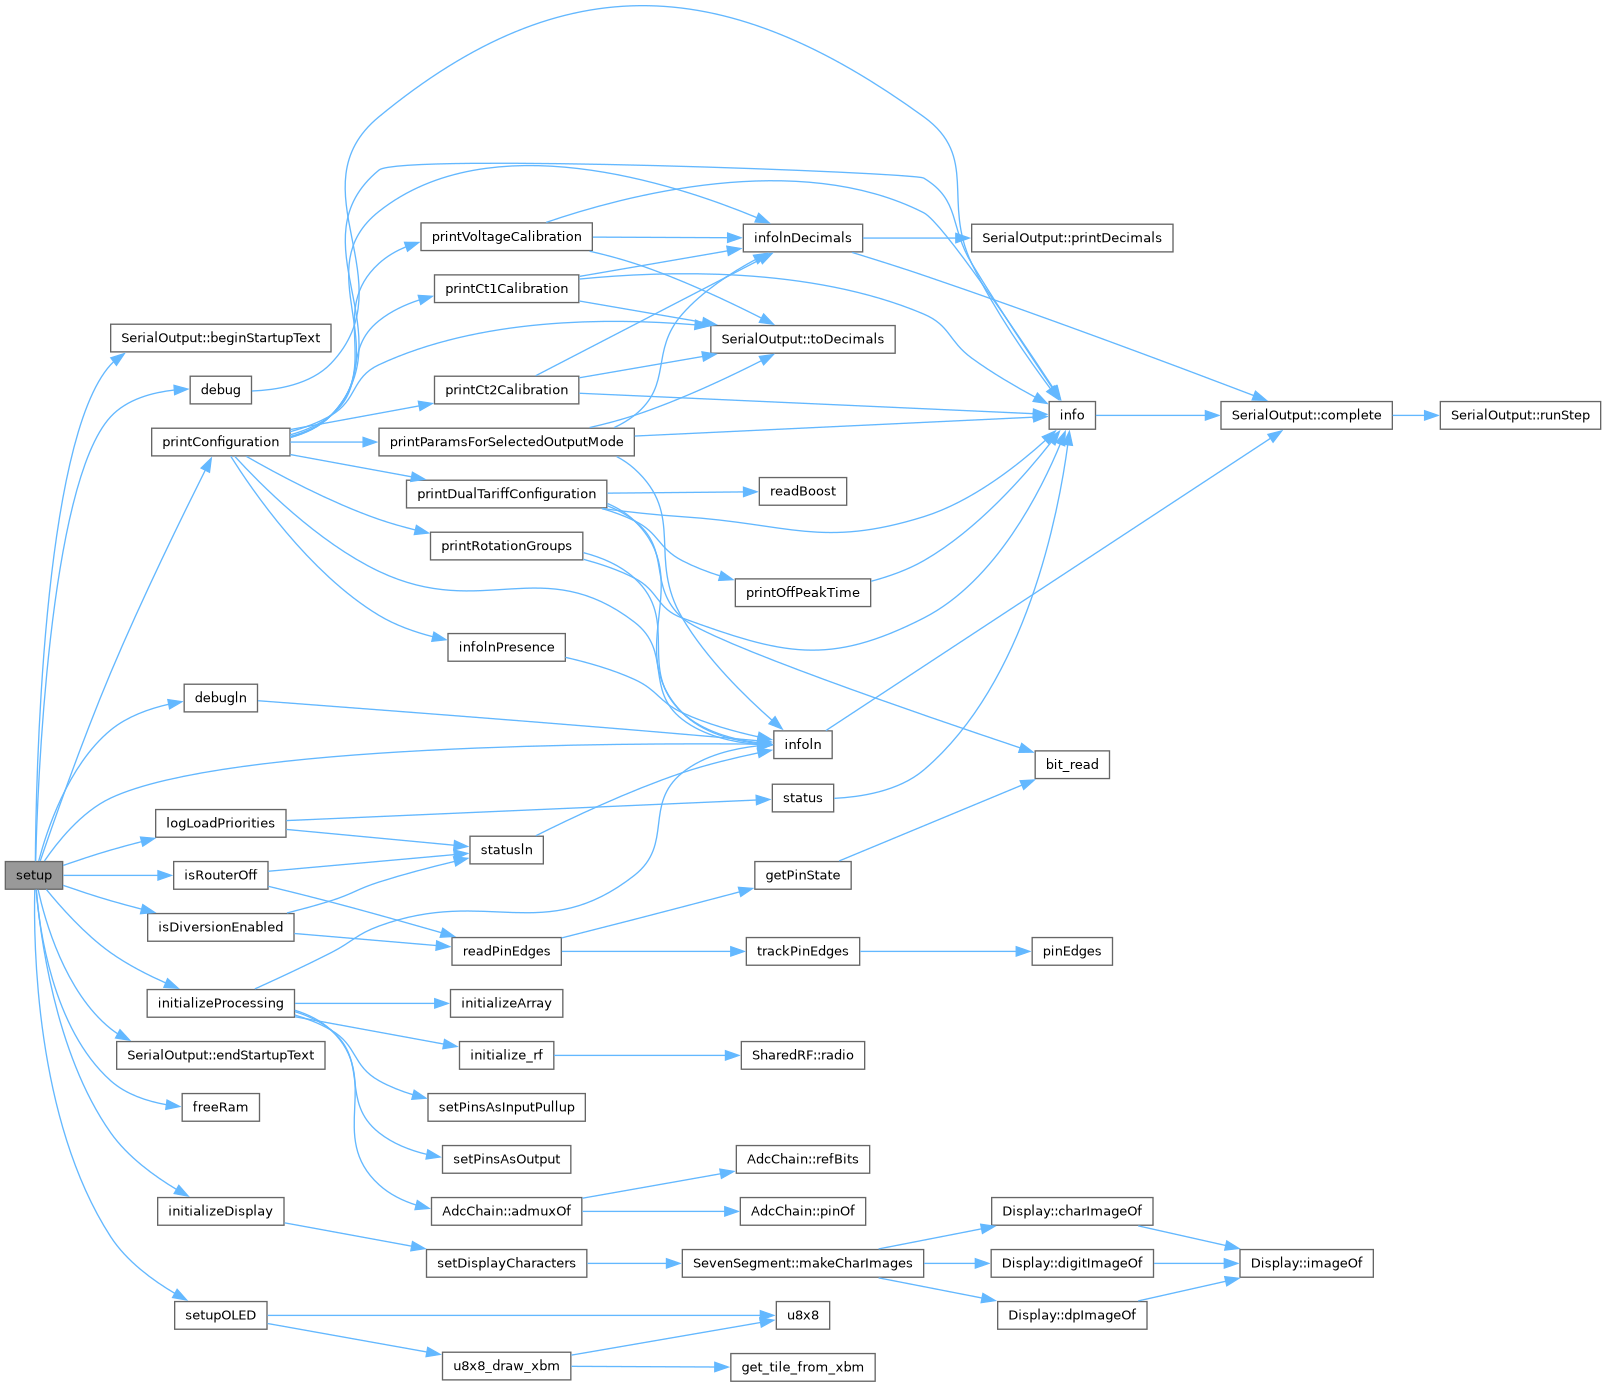 setup
SerialOutput::beginStartupText
debug
printConfiguration
debugln
logLoadPriorities
isRouterOff
isDiversionEnabled
initializeProcessing
SerialOutput::endStartupText
freeRam
initializeDisplay
setupOLED
printVoltageCalibration
printCt1Calibration
printCt2Calibration
printParamsForSelectedOutputMode
printDualTariffConfiguration
printRotationGroups
infolnPresence
statusln
readPinEdges
initializeArray
initialize_rf
setPinsAsInputPullup
setPinsAsOutput
AdcChain::admuxOf
setDisplayCharacters
u8x8_draw_xbm
infolnDecimals
SerialOutput::toDecimals
readBoost
printOffPeakTime
infoln
status
getPinState
trackPinEdges
SharedRF::radio
AdcChain::refBits
AdcChain::pinOf
SevenSegment::makeCharImages
u8x8
get_tile_from_xbm
SerialOutput::printDecimals
info
bit_read
pinEdges
Display::charImageOf
Display::digitImageOf
Display::dpImageOf
SerialOutput::complete
Display::imageOf
SerialOutput::runStep